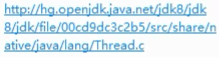 http://hg.openjdk.java.net/jdk8/jdk
8/jdk/file/00cd9dc3c2b5/src/share/n
ative/java/lang/Thread.c